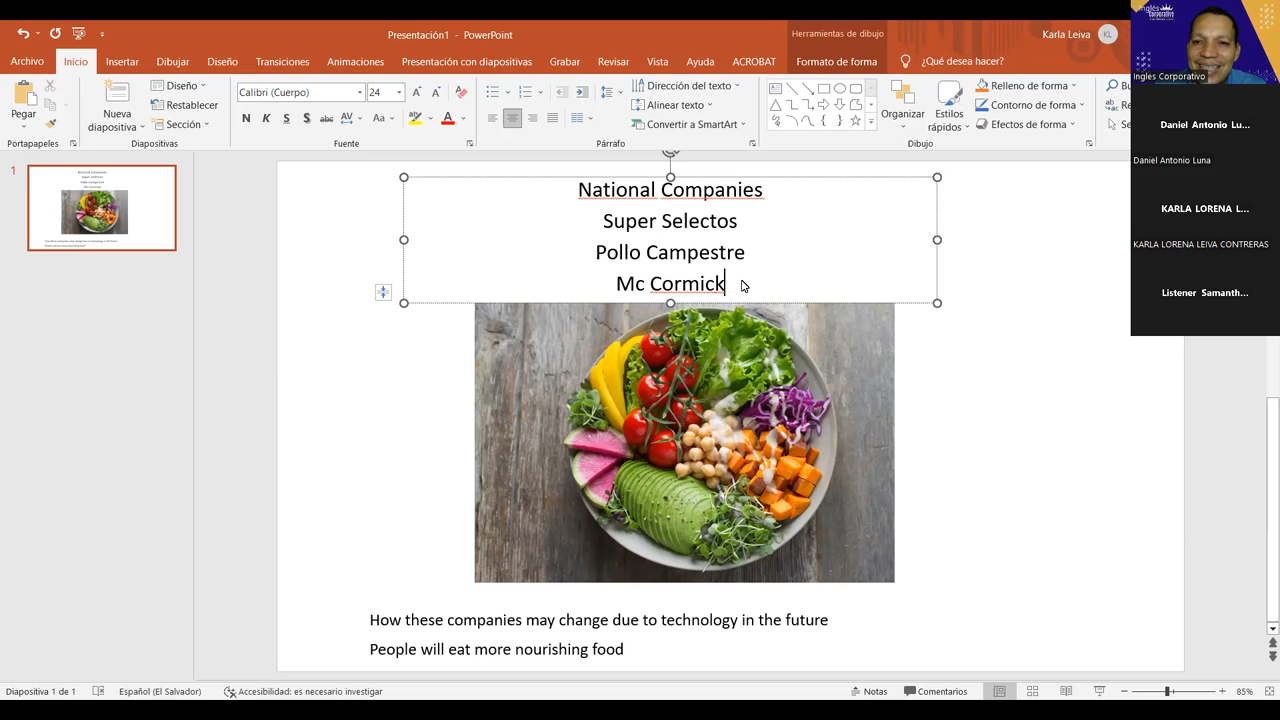 Presentación1 - PowerPoint
Herramientas de dibujo
Karla Leiva
KL
Archivo
Inicio
Insertar
Dibujar
Diseño
Transiciones
Animaciones
Presentación con diapositivas
Grabar
Revisar
Vista
Ayuda
ACROBAT
Formato de forma
¿Qué desea hacer?
Pegar
Portapapeles
Nueva diapositiva
Diseño
Restablecer
Sección
Diapositivas
Calibri (Cuerpo)
24
N K S S ab AV
Aa A
Fuente
Dirección del texto
Alinear texto
Convertir a SmartArt
Párrafo
Organizar
Estilos rápidos
Dibujo
Relleno de forma
Contorno de forma
Efectos de forma
1
National Companies
Super Selectos
Pollo Campestre
Mc Cormick
How these companies may change due to technology in the future
People will eat more nourishing food
Ingles Corporativo
Daniel Antonio Lu...
Daniel Antonio Luna
KARLA LORENA L...
KARLA LORENA LEIVA CONTRERAS
Listener Samanth...
Diapositiva 1 de 1
Español (El Salvador)
Accesibilidad: es necesario investigar
Notas
Comentarios
85%